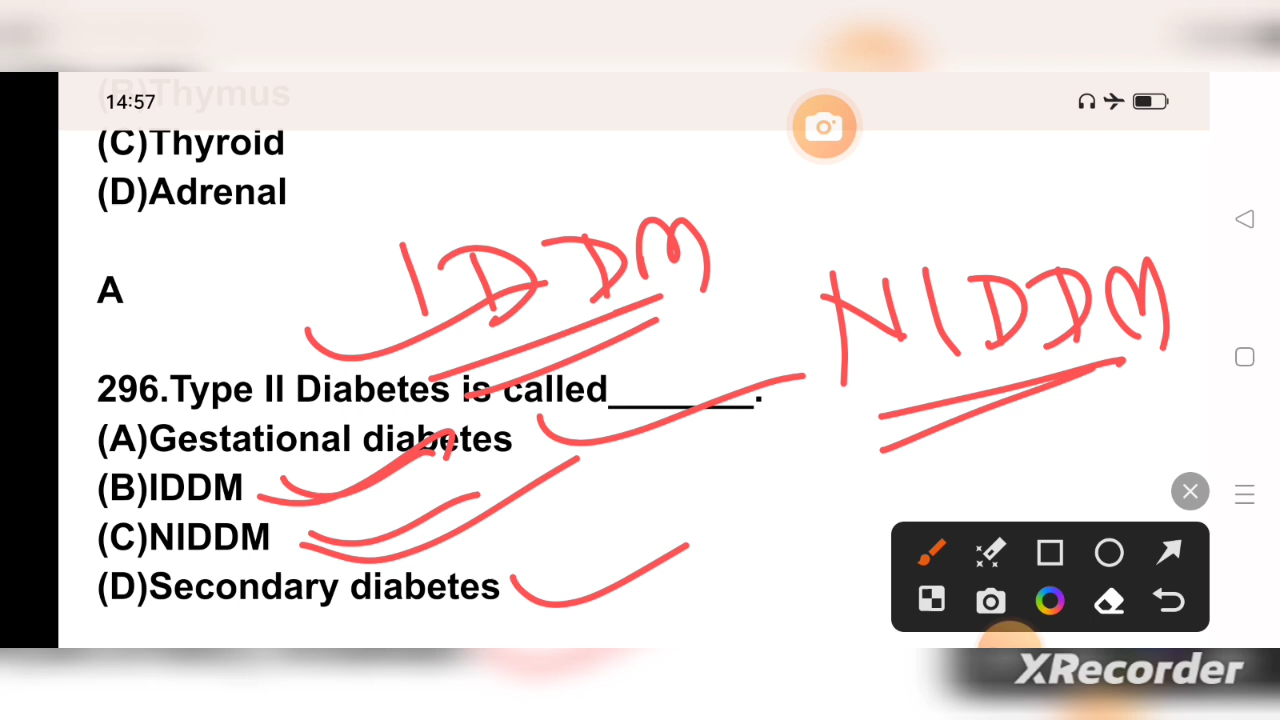 (B)Thymus
14:57
(C)Thyroid
(D)Adrenal
IDDM
NIDDM
A
296.Type II Diabetes is called_______.
(A)Gestational diabetes
(B)IDDM
(C)NIDDM
(D)Secondary diabetes
XRecorder